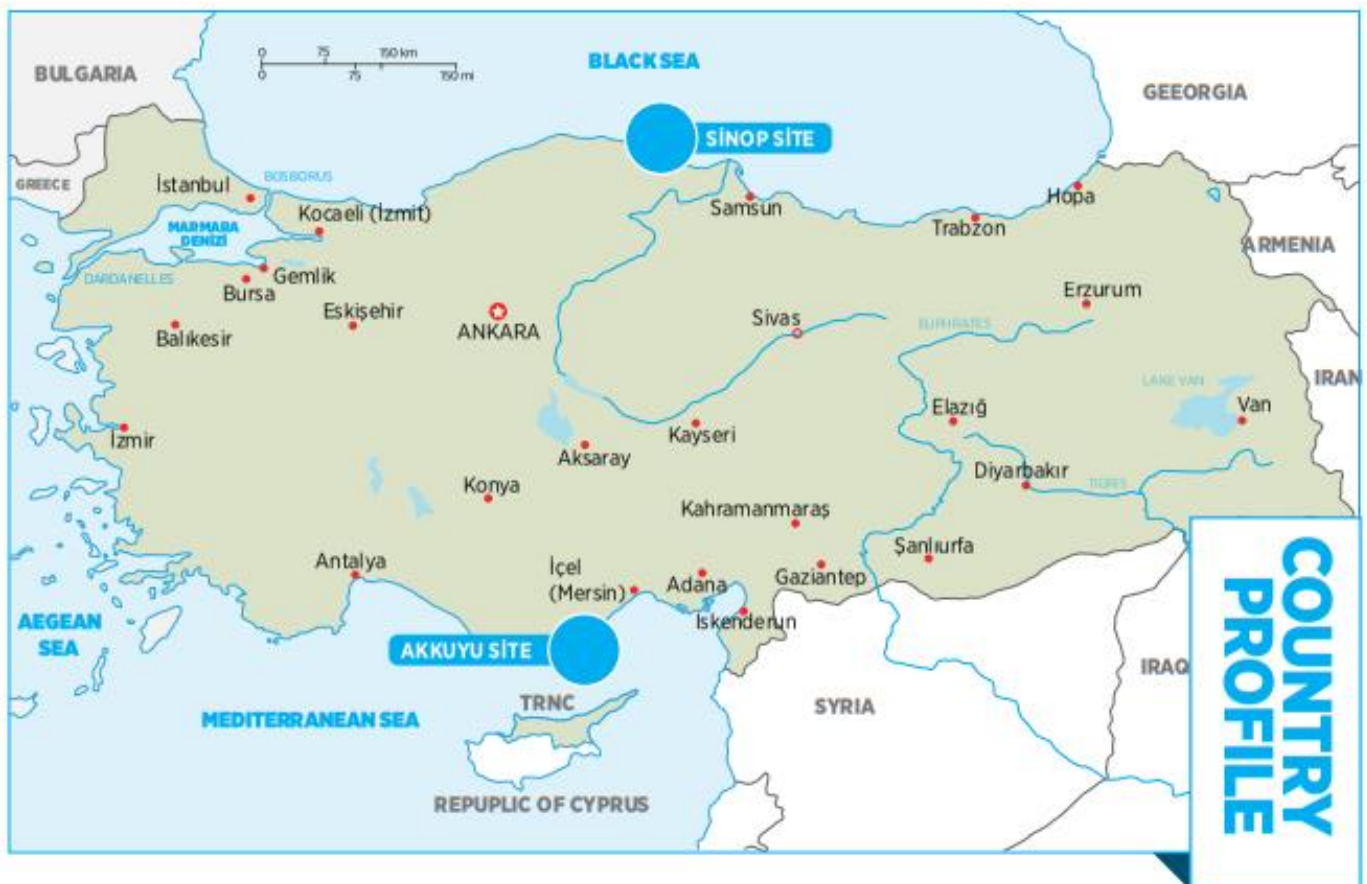 BULGARIA
0 75 150 km
0 75 150 mi
BLACK SEA
GEEORGIA
SİNOP SİTE
GREECE
İstanbul
BOSBORUS
Kocaeli (İzmit)
Samsun
Hopa
Trabzon
MARMARA
DENİZİ
ARMENIA
DARDANELLES
Gemlik
Bursa
Eskişehir
ANKARA
Sivas
Erzurum
EUPHRATES
Balıkesir
IRAN
LAKE VAN
Van
Elazığ
Kayseri
İzmir
Aksaray
Diyarbakır
TIGRES
Konya
Kahramanmaraş
Şanlıurfa
Antalya
İçel
(Mersin)
Adana
Gaziantep
Iskenderun
AEGEAN
SEA
AKKUYU SİTE
IRAQ
TRNC
SYRIA
MEDITERRANEAN SEA
REPUPLIC OF CYPRUS
COUNTRY
PROFILE